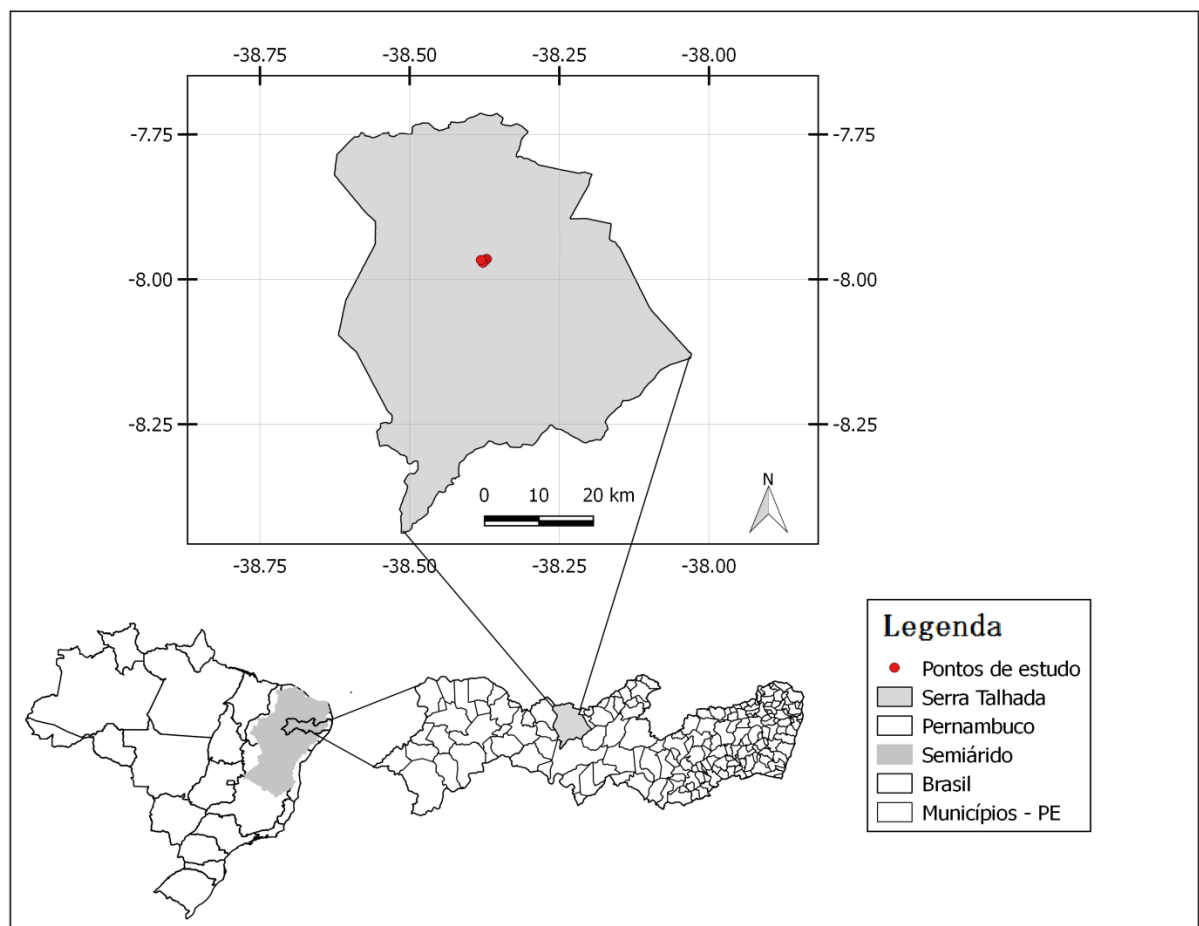 -38.75 -38.50 -38.25 -38.00
-7.75 -7.75
-8.00 -8.00
-8.25 -8.25
0 10 20 km
N
-38.75 -38.50 -38.25 -38.00
Legenda
Pontos de estudo
Serra Talhada
Pernambuco
Semiárido
Brasil
Municípios - PE